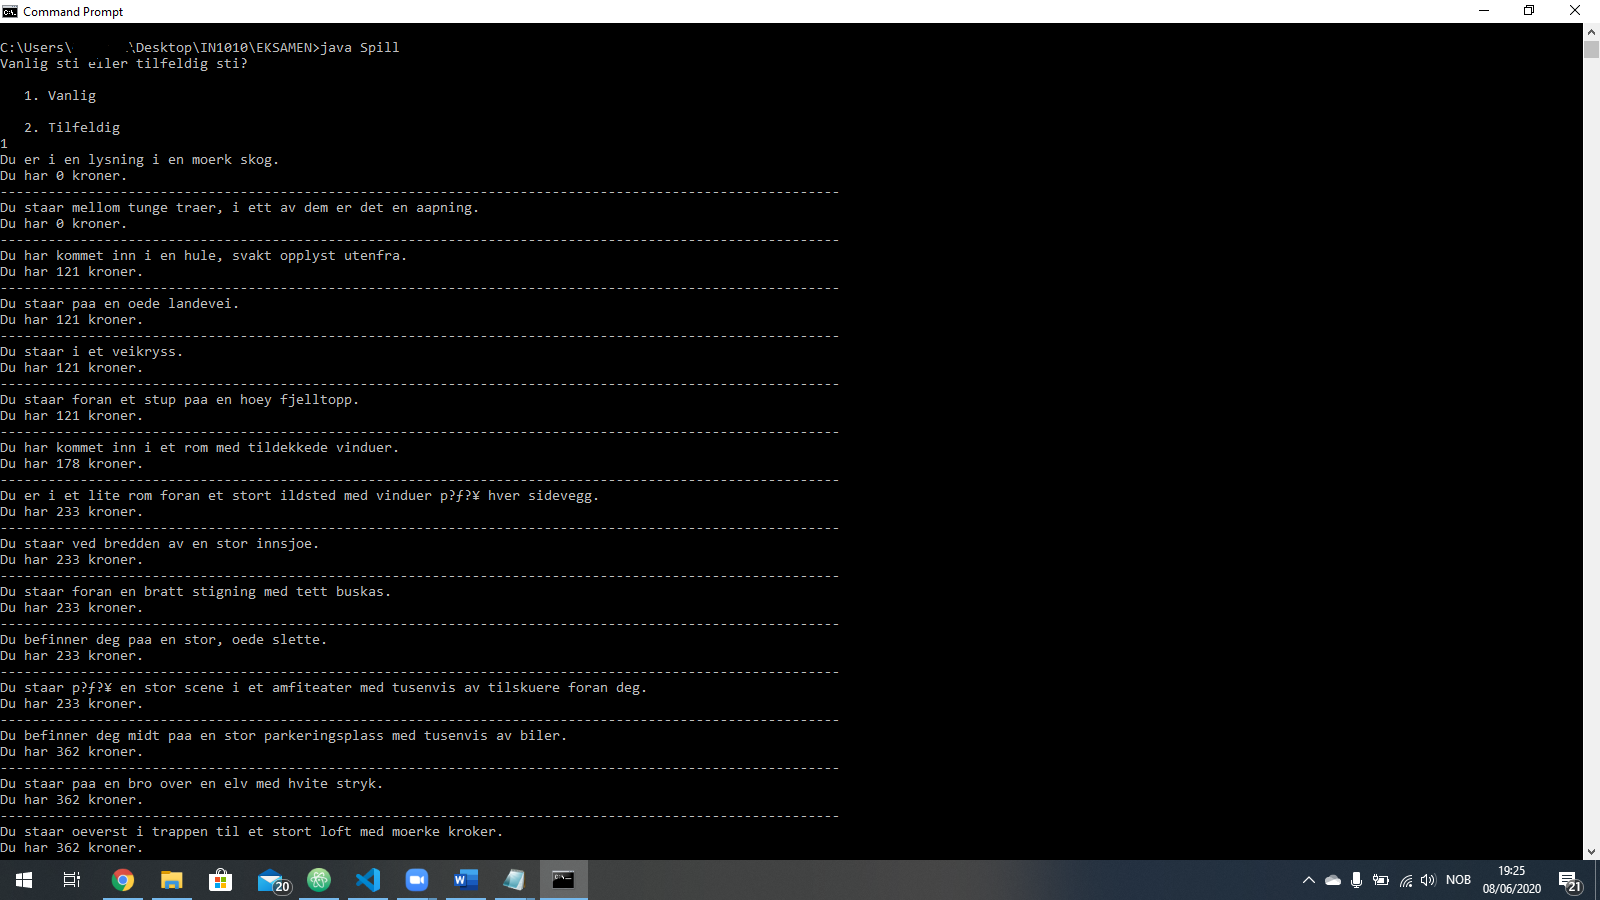 Command Prompt
C:\Users\ \Desktop\IN1010\EKSAMEN>java Spill
Vanlig sti eller tilfeldig sti?
1. Vanlig
2. Tilfeldig
1
Du er i en lysning i en moerk skog.
Du har 0 kroner.
---------------------------------------------------------------------------------------------------------
Du staar mellom tunge traer, i ett av dem er det en aapning.
Du har 0 kroner.
---------------------------------------------------------------------------------------------------------
Du har kommet inn i en hule, svakt opplyst utenfra.
Du har 121 kroner.
---------------------------------------------------------------------------------------------------------
Du staar paa en oede landevei.
Du har 121 kroner.
---------------------------------------------------------------------------------------------------------
Du staar i et veikryss.
Du har 121 kroner.
---------------------------------------------------------------------------------------------------------
Du staar foran et stup paa en hoey fjelltopp.
Du har 121 kroner.
---------------------------------------------------------------------------------------------------------
Du har kommet inn i et rom med tildekkede vinduer.
Du har 178 kroner.
---------------------------------------------------------------------------------------------------------
Du er i et lite rom foran et stort ildsted med vinduer p?ƒ?¥ hver sidevegg.
Du har 233 kroner.
---------------------------------------------------------------------------------------------------------
Du staar ved bredden av en stor innsjoe.
Du har 233 kroner.
---------------------------------------------------------------------------------------------------------
Du staar foran en bratt stigning med tett buskas.
Du har 233 kroner.
---------------------------------------------------------------------------------------------------------
Du befinner deg paa en stor, oede slette.
Du har 233 kroner.
---------------------------------------------------------------------------------------------------------
Du staar p?ƒ?¥ en stor scene i et amfiteater med tusenvis av tilskuere foran deg.
Du har 233 kroner.
---------------------------------------------------------------------------------------------------------
Du befinner deg midt paa en stor parkeringsplass med tusenvis av biler.
Du har 362 kroner.
---------------------------------------------------------------------------------------------------------
Du staar paa en bro over en elv med hvite stryk.
Du har 362 kroner.
---------------------------------------------------------------------------------------------------------
Du staar oeverst i trappen til et stort loft med moerke kroker.
Du har 362 kroner.
20
NOB
19:25
08/06/2020
21